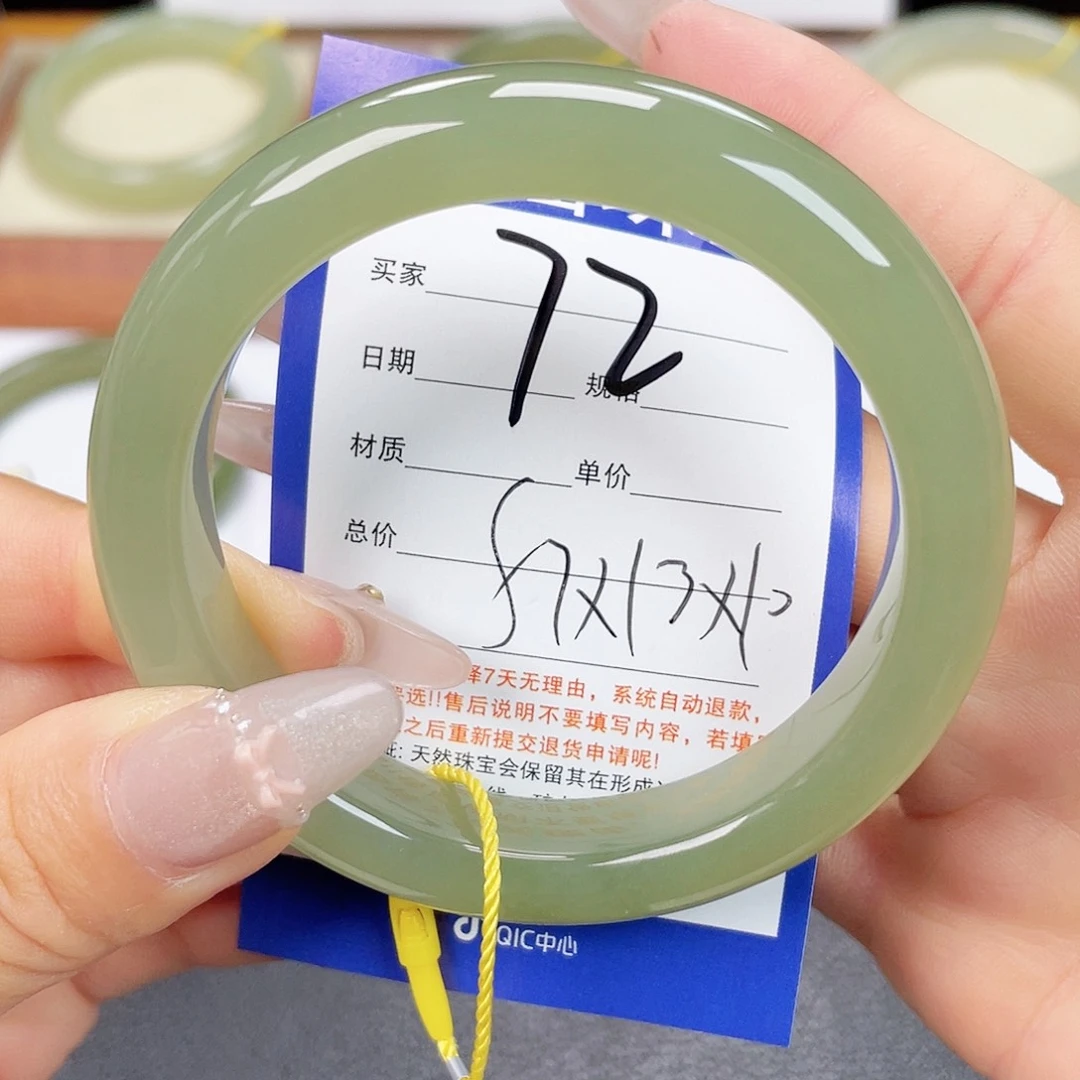 72
买家
日期 规格
材质 单价
总价
57X13X10
择7天无理由，系统自动退款，
选!!售后说明不要填写内容，若填
之后重新提交退货申请呢!
证: 天然珠宝会保留其在形成
QIC中心